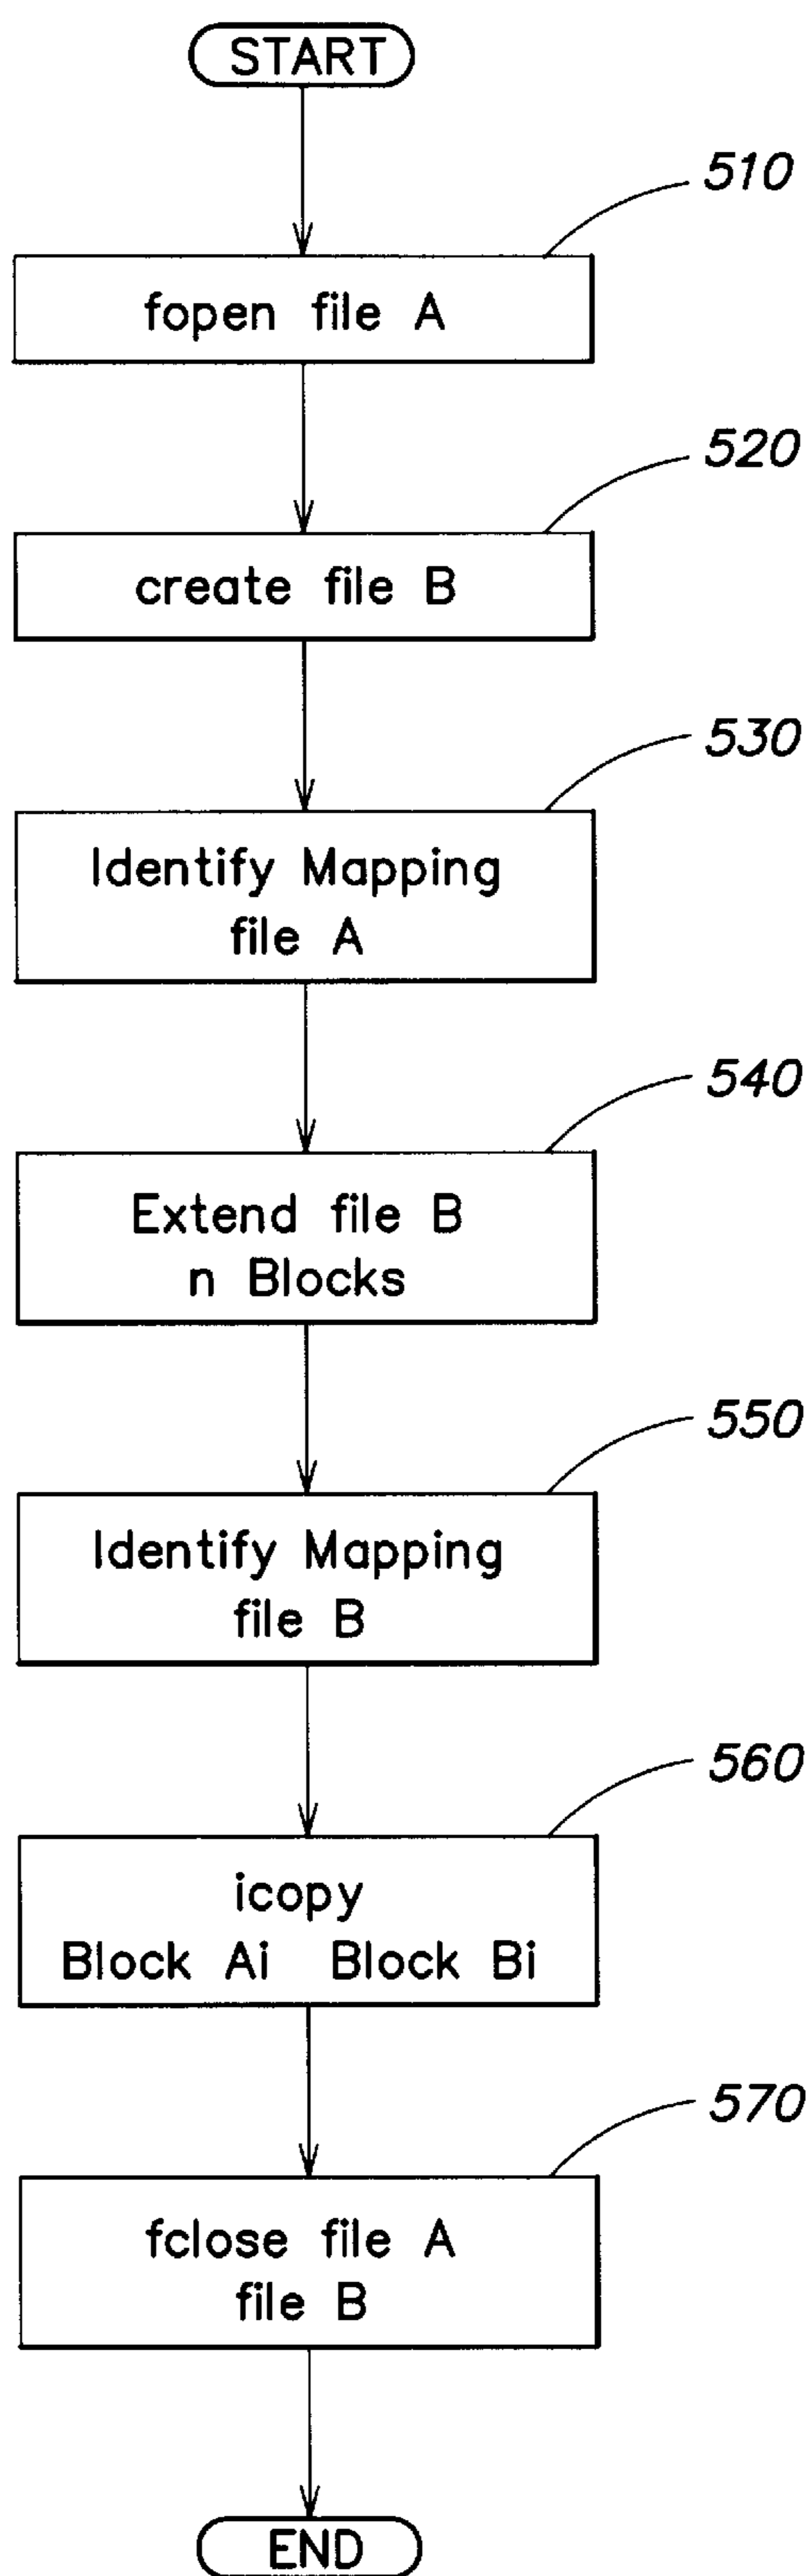 START
510
fopen file A
520
create file B
530
Identify Mapping
file A
540
Extend file B
n Blocks
550
Identify Mapping
file B
560
icopy
Block Ai Block Bi
570
fclose file A
file B
END